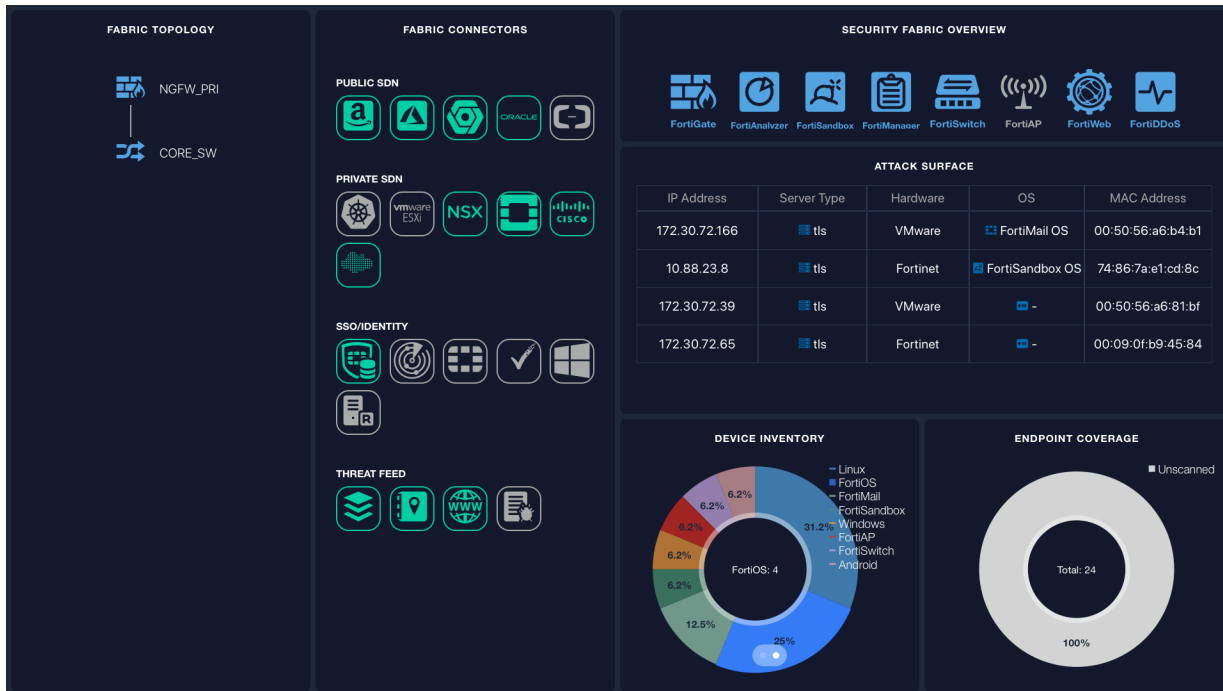 FABRIC TOPOLOGY
NGFW_PRI
CORE_SW
FABRIC CONNECTORS
PUBLIC SDN
a
ORACLE
PRIVATE SDN
vmware ESXi
NSX
CISCO
SSO/IDENTITY
R
THREAT FEED
WWW
SECURITY FABRIC OVERVIEW
FortiGate FortiAnalyzer FortiSandbox FortiManager FortiSwitch FortiAP FortiWeb FortiDDoS
ATTACK SURFACE
IP Address Server Type Hardware OS MAC Address
172.30.72.166 tls VMware FortiMail OS 00:50:56:a6:b4:b1
10.88.23.8 tls Fortinet FortiSandbox OS 74:86:7a:e1:cd:8c
172.30.72.39 tls VMware - 00:50:56:a6:81:bf
172.30.72.65 tls Fortinet - 00:09:0f:b9:45:84
DEVICE INVENTORY
Linux
FortiOS
FortiMail
FortiSandbox
Windows
FortiAP
FortiSwitch
Android
6.2%
6.2%
31.2%
6.2%
6.2%
6.2%
12.5%
25%
FortiOS: 4
ENDPOINT COVERAGE
Unscanned
Total: 24
100%